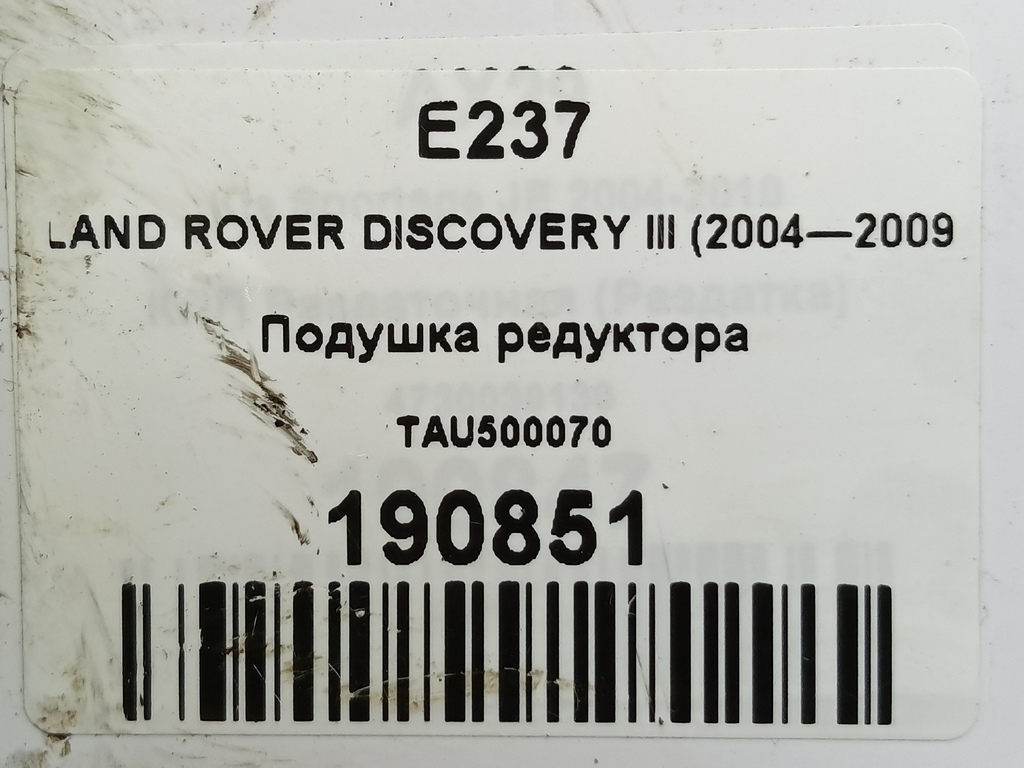 E237
LAND ROVER DISCOVERY III (2004—2009
Подушка редуктора
TAU500070
190851